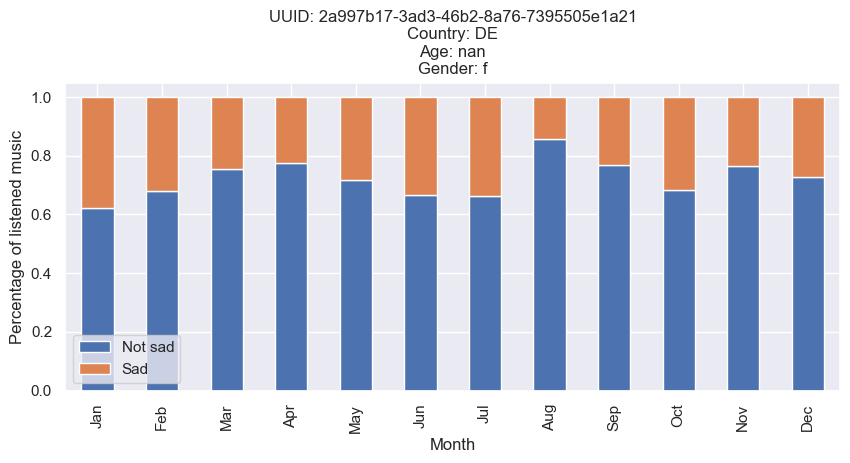 UUID: 2a997b17-3ad3-46b2-8a76-7395505e1a21
Country: DE
Age: nan
Gender: f
Percentage of listened music
1.0
0.8
0.6
0.4
0.2
0.0
Not sad
Sad
Jan
Feb
Mar
Apr
May
Jun
Jul
Aug
Sep
Oct
Nov
Dec
Month